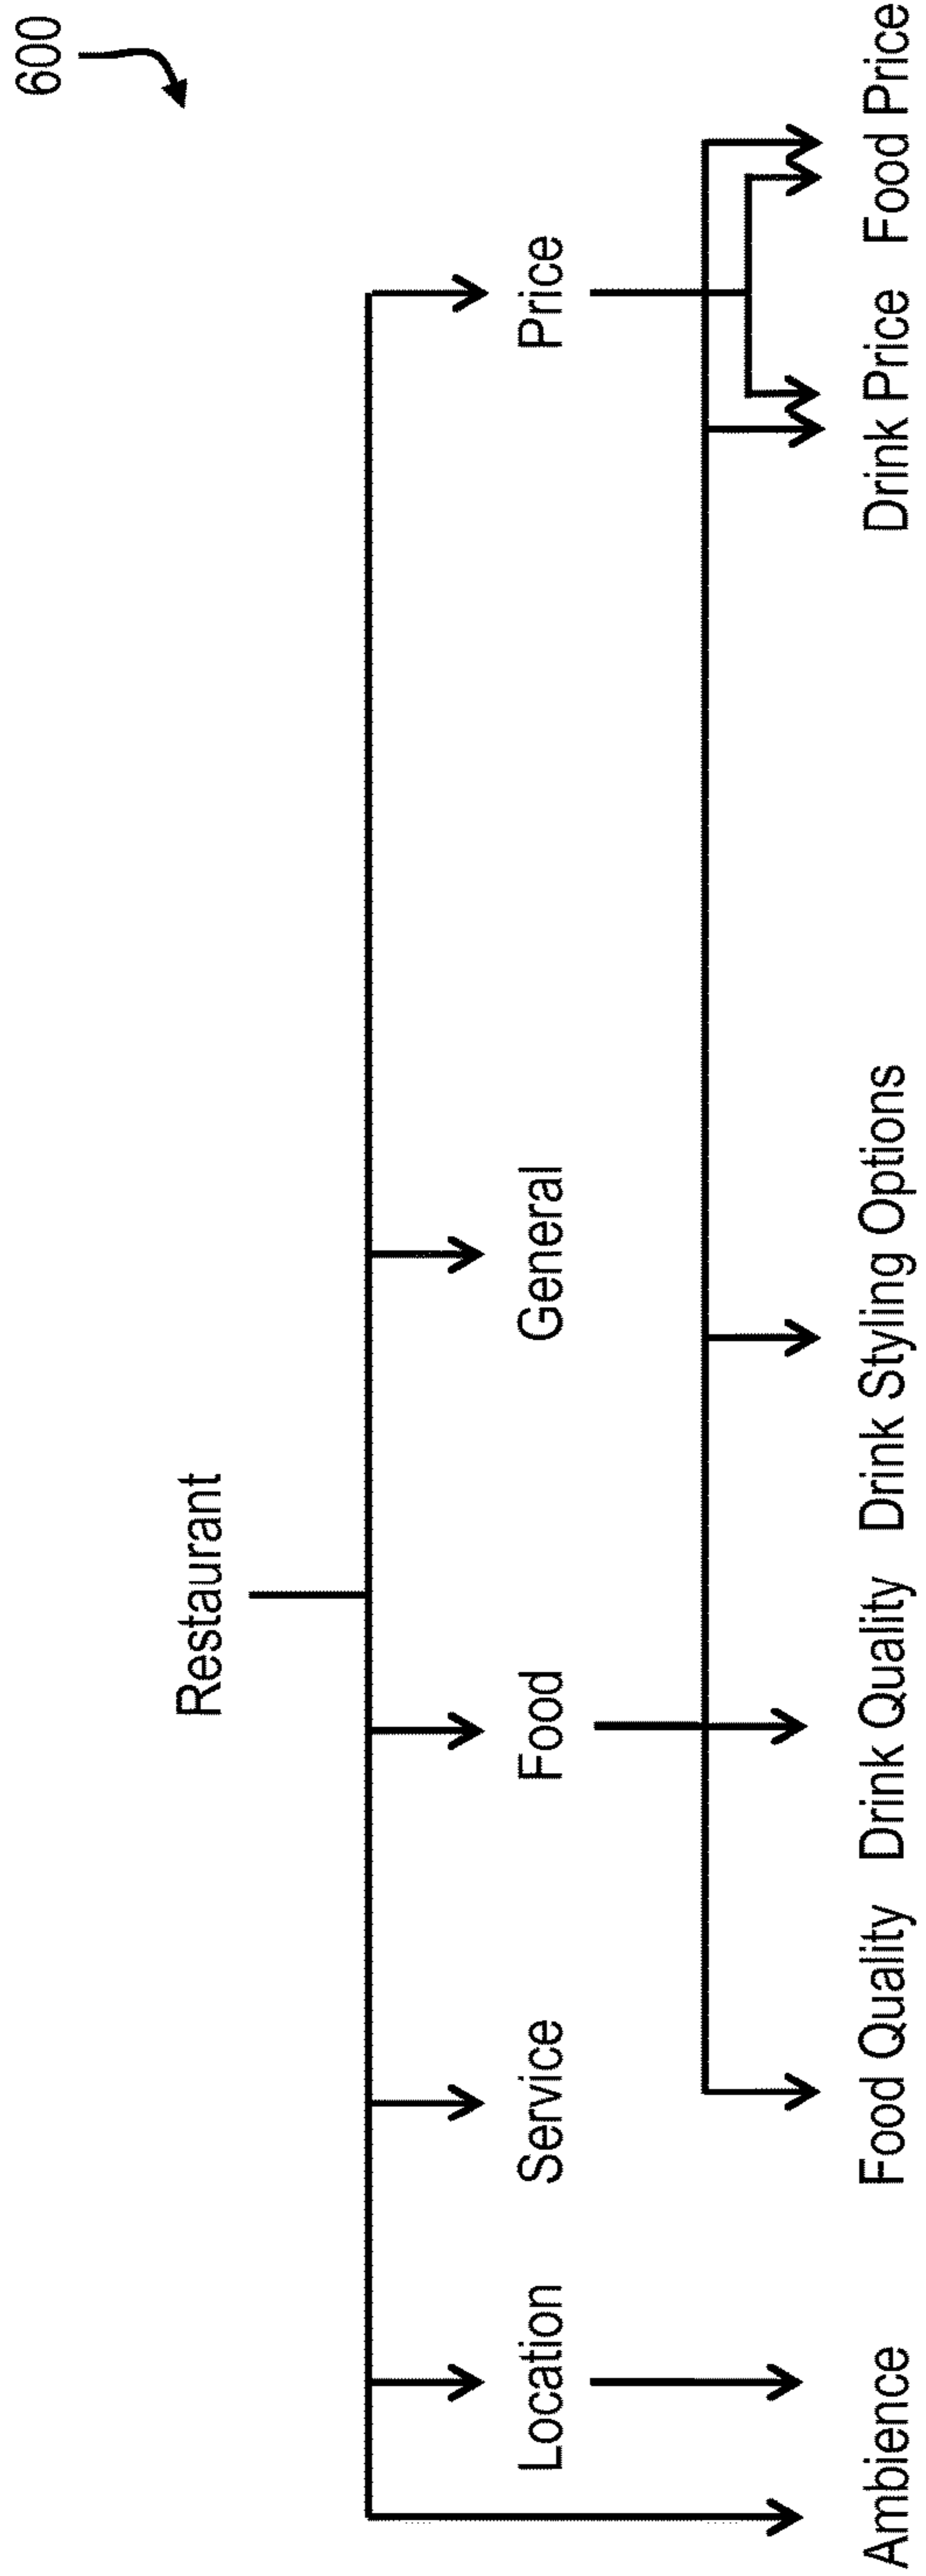 600
Restaurant
Location Service Food General Price
Ambience Food Quality Drink Quality Drink Styling Options Drink Price Food Price